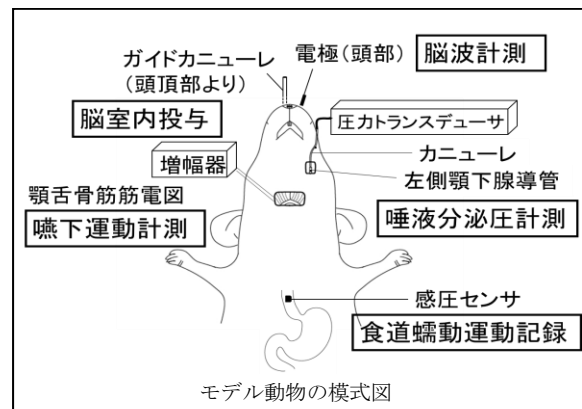 ガイドカニューレ
(頭頂部より)
電極(頭部)
脳波計測
脳室内投与
圧力トランスデューサ
増幅器
カニューレ
左側顎下腺導管
顎舌骨筋筋電図
嚥下運動計測
唾液分泌圧計測
感圧センサ
食道蠕動運動記録
モデル動物の模式図